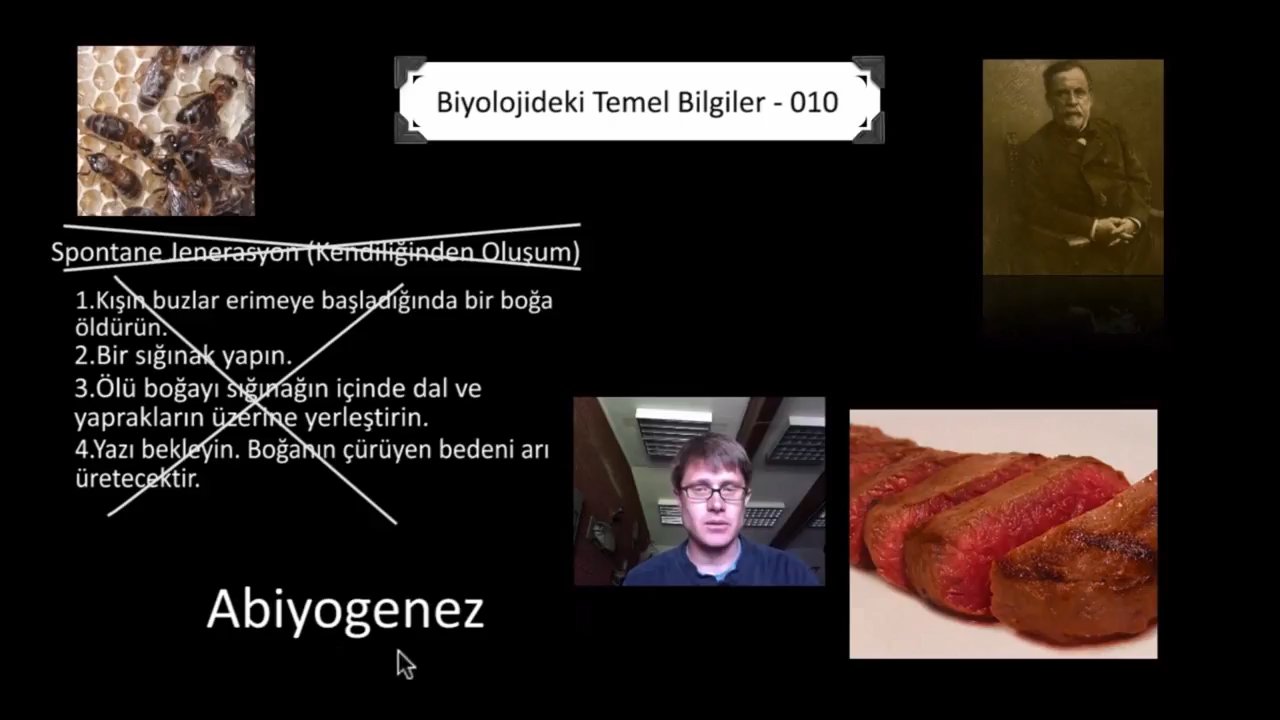 Biyolojideki Temel Bilgiler - 010
Spontane Jenerasyon (Kendiliğinden Oluşum)
1.Kışın buzlar erimeye başladığında bir boğa
öldürün.
2.Bir sığınak yapın.
3.Ölü boğayı sığınağın içinde dal ve
yaprakların üzerine yerleştirin.
4.Yazı bekleyin. Boğanın çürüyen bedeni arı
üretecektir.
Abiyogenez